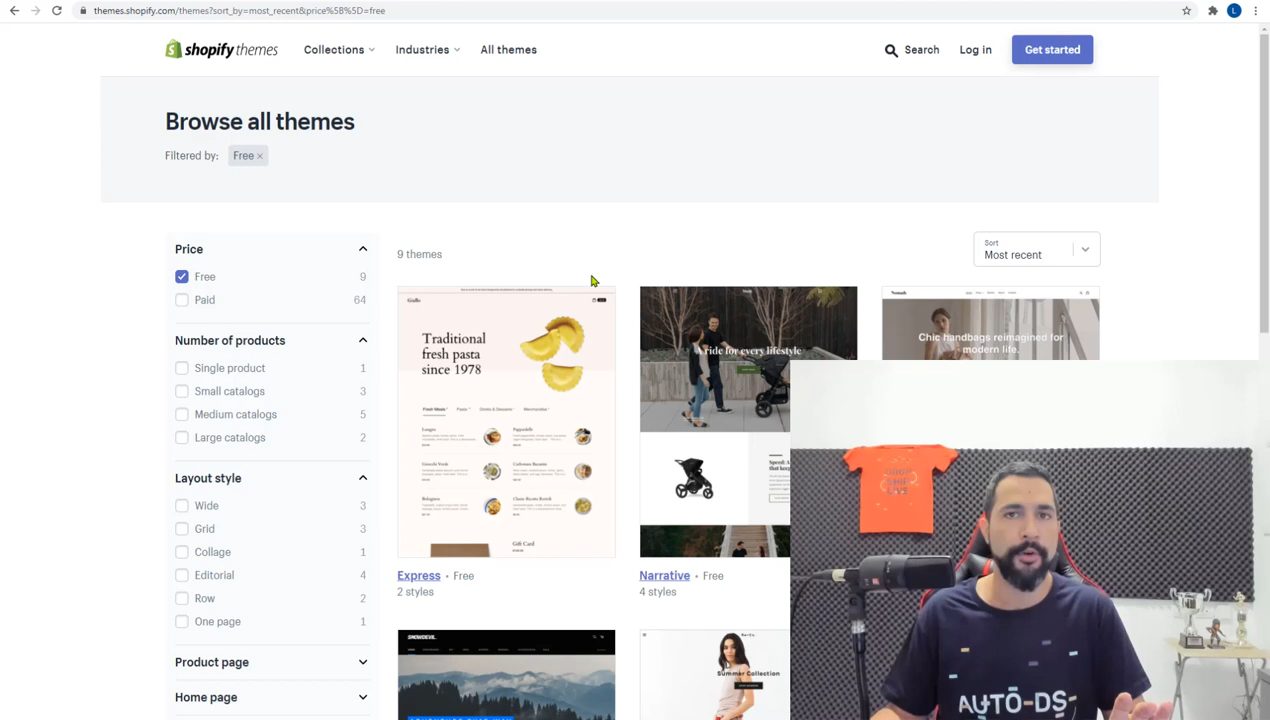 themes.shopify.com/themes?sort_by=most_recent&price%5B%5D=free
L
shopify themes
Collections
Industries
All themes
Search
Log in
Get started
Browse all themes
Filtered by:
Free ×
Price
Free 9
Paid 64
Number of products
Single product 1
Small catalogs 3
Medium catalogs 5
Large catalogs 2
Layout style
Wide 3
Grid 3
Collage 1
Editorial 4
Row 2
One page 1
Product page
Home page
9 themes
Sort
Most recent
Giallo
Traditional
fresh pasta
since 1978
Gift Card
Express • Free
2 styles
A ride for every lifestyle
Narrative • Free
4 styles
Chic handbags reimagined for
modern life.
SNOWDEVIL
Summer Collection
AUTO-DS